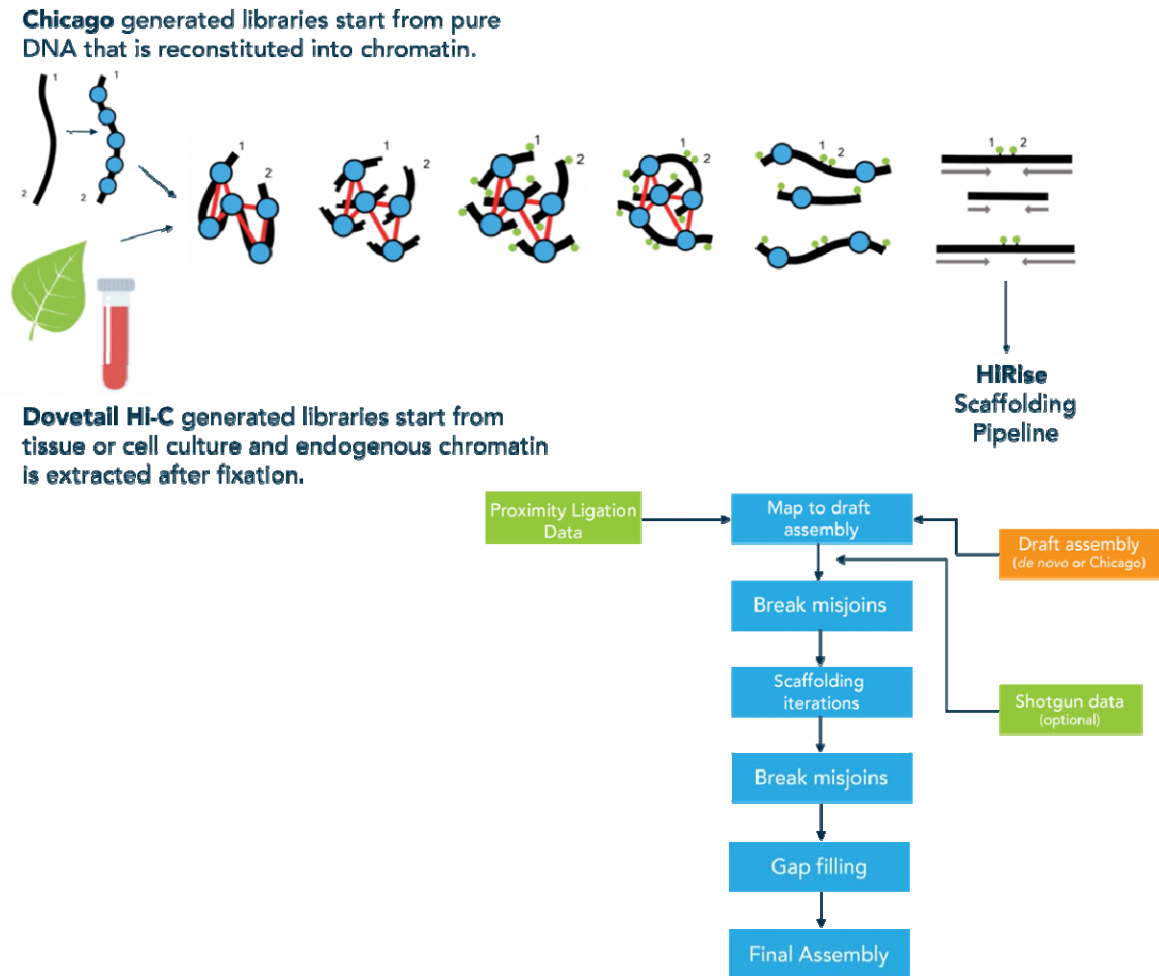 Chicago generated libraries start from pure
DNA that is reconstituted into chromatin.
1
2
1
2
1
2
1
2
1
2
1
2
1
2
1
2
HiRise
Scaffolding
Pipeline
Dovetail Hi-C generated libraries start from
tissue or cell culture and endogenous chromatin
is extracted after fixation.
Proximity Ligation
Data
Map to draft
assembly
Draft assembly
(de novo or Chicago)
Break misjoins
Scaffolding
iterations
Shotgun data
(optional)
Break misjoins
Gap filling
Final Assembly